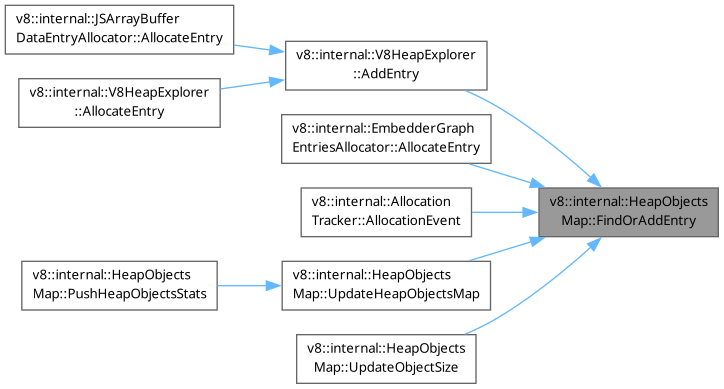 v8::internal::JSArrayBuffer
DataEntryAllocator::AllocateEntry
v8::internal::V8HeapExplorer
::AddEntry
v8::internal::V8HeapExplorer
::AllocateEntry
v8::internal::EmbedderGraph
EntriesAllocator::AllocateEntry
v8::internal::HeapObjects
Map::FindOrAddEntry
v8::internal::Allocation
Tracker::AllocationEvent
v8::internal::HeapObjects
Map::PushHeapObjectsStats
v8::internal::HeapObjects
Map::UpdateHeapObjectsMap
v8::internal::HeapObjects
Map::UpdateObjectSize